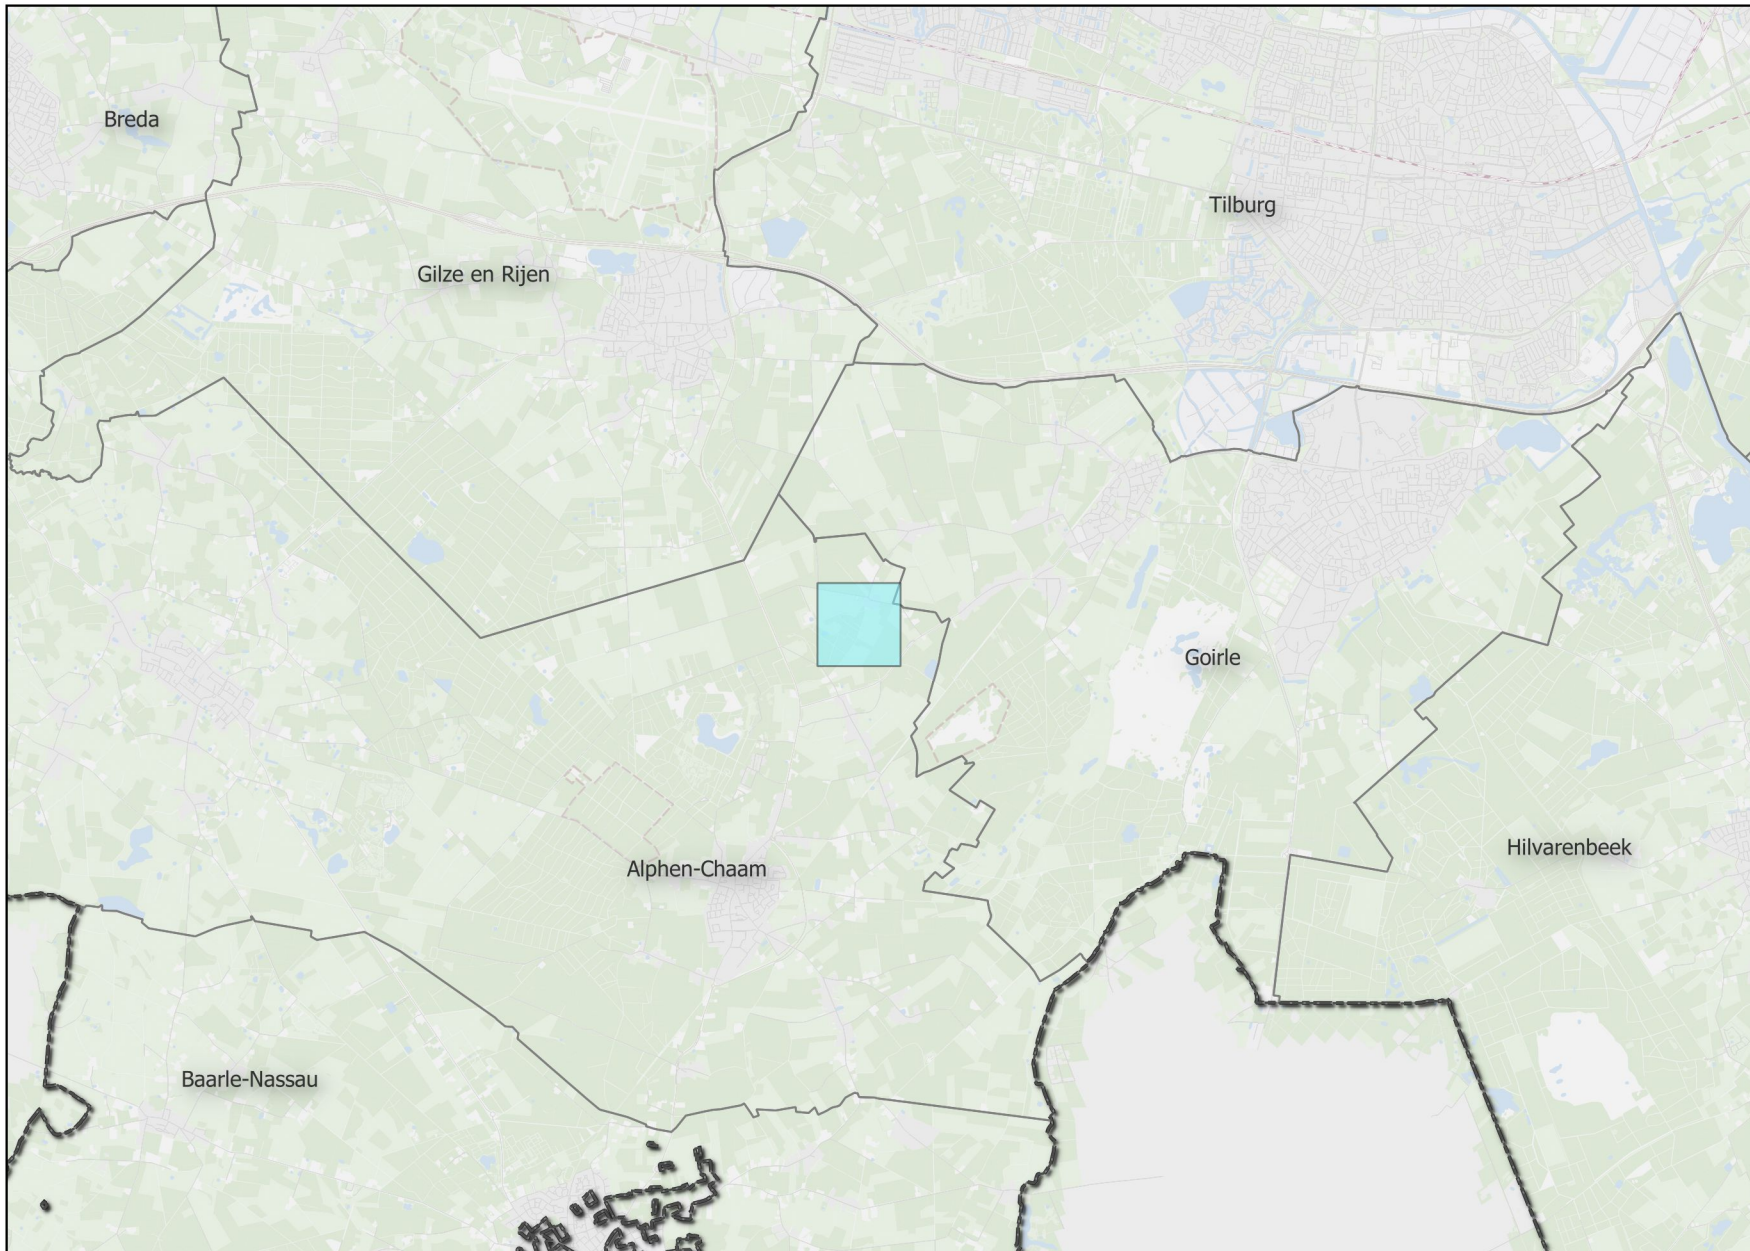 Breda
Tilburg
Gilze en Rijen
Goirle
Hilvarenbeek
Alphen-Chaam
Baarle-Nassau